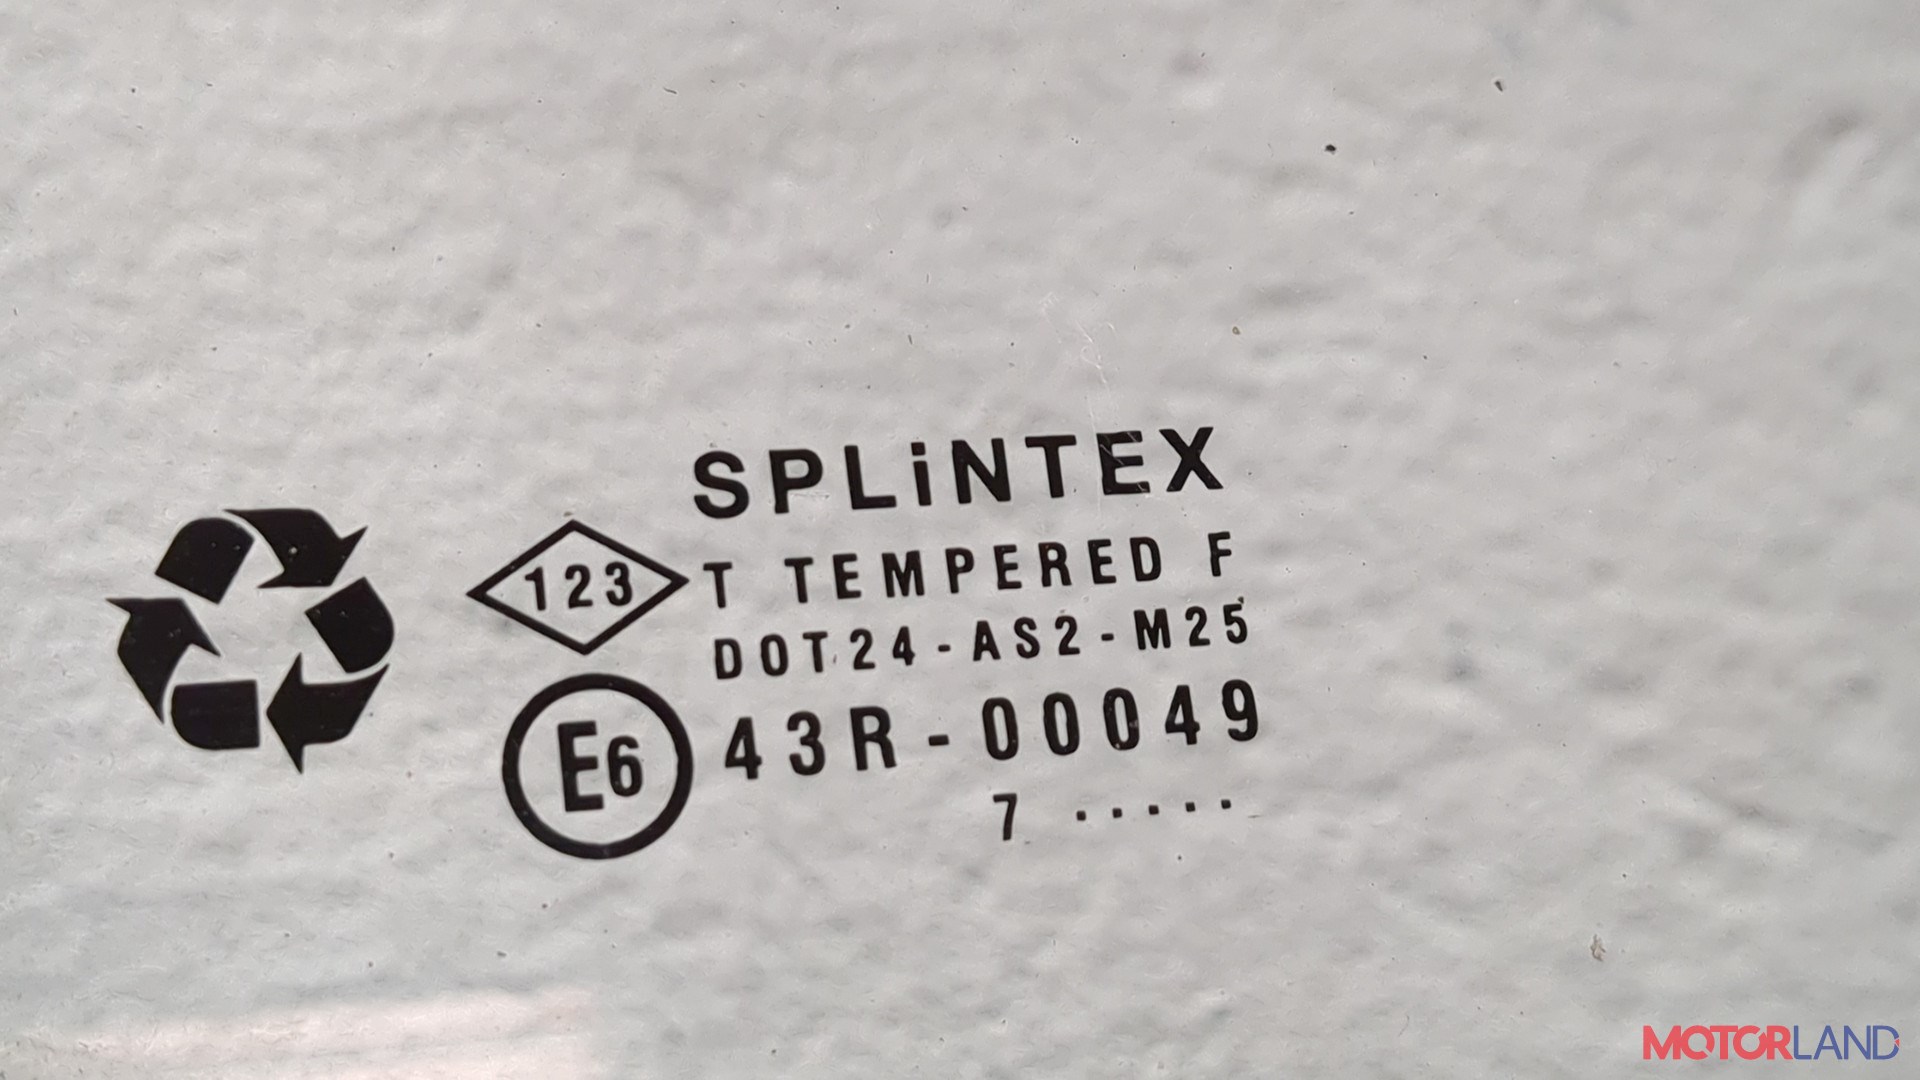 SPLiNTEX
123 T TEMPERED F
DOT24-AS2-M25
E6 43R-00049
7 .....
MOTORLAND